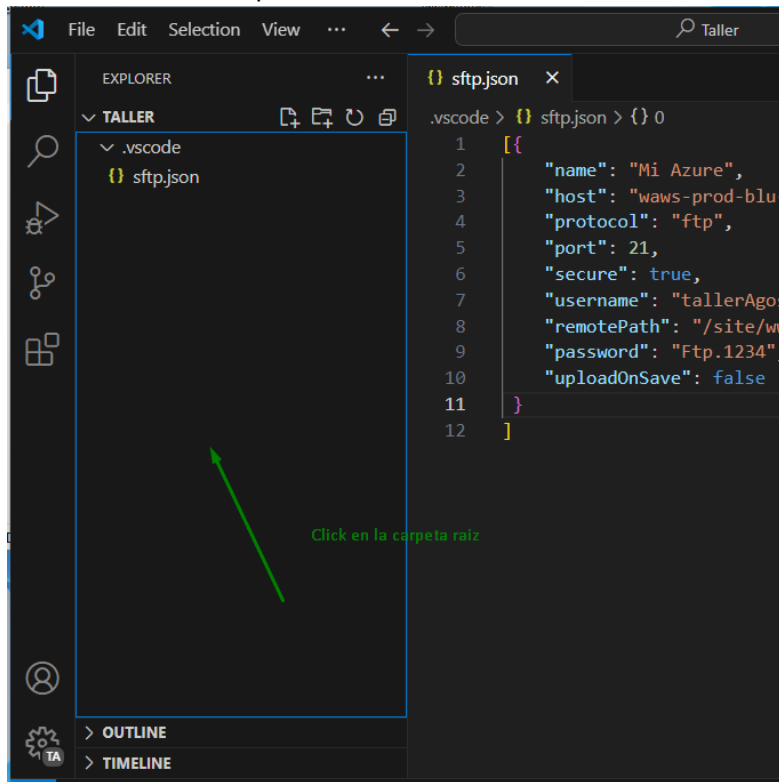 File Edit Selection View ··· ← → Taller
EXPLORER ···
TALLER
.vscode
{} sftp.json
{} sftp.json ×
.vscode > {} sftp.json > {} 0
1 [{
2 "name": "Mi Azure",
3 "host": "waws-prod-blu
4 "protocol": "ftp",
5 "port": 21,
6 "secure": true,
7 "username": "tallerAgos
8 "remotePath": "/site/ww
9 "password": "Ftp.1234"
10 "uploadOnSave": false
11 }
12 ]
Click en la carpeta raiz
OUTLINE
TIMELINE
TA